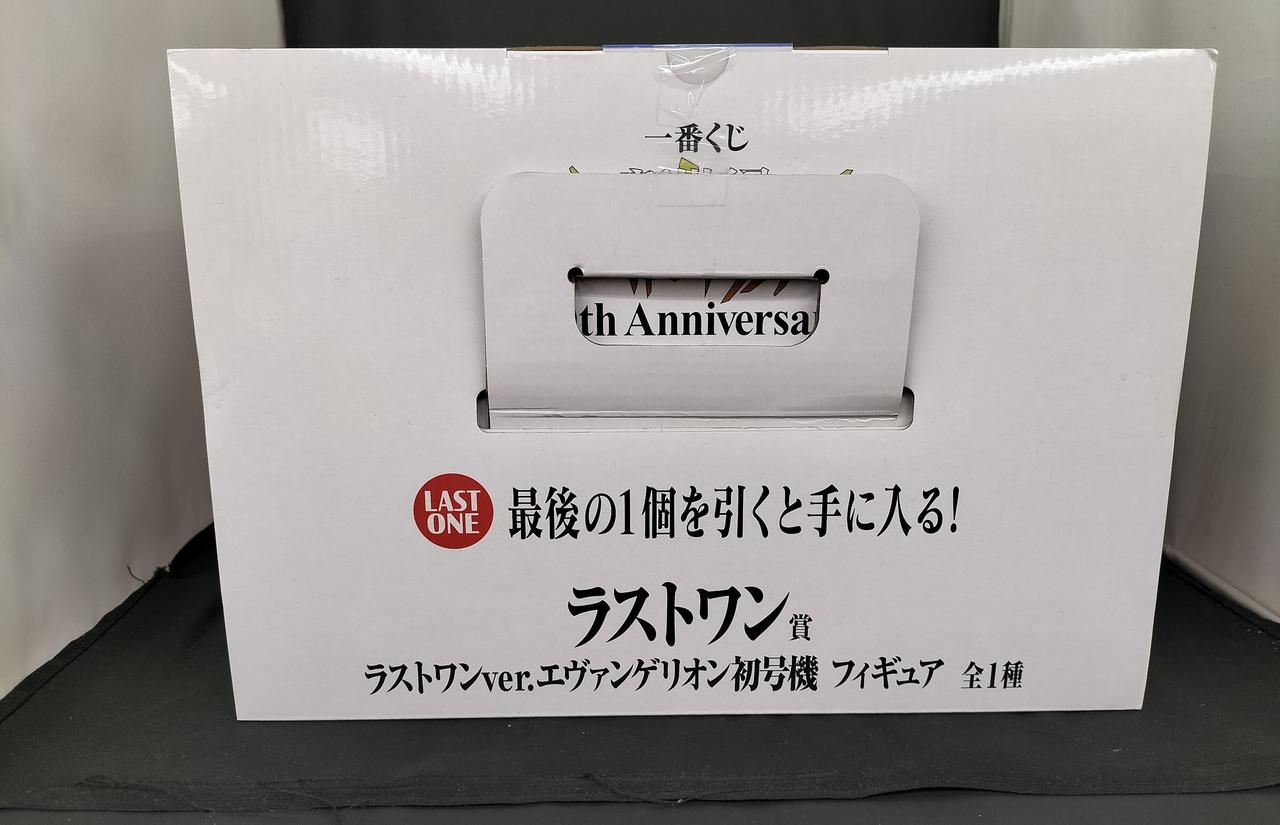 一番くじ
th Anniversa
LAST
ONE
最後の1個を引くと手に入る!
ラストワン賞
ラストワンver.エヴァンゲリオン初号機 フィギュア 全1種